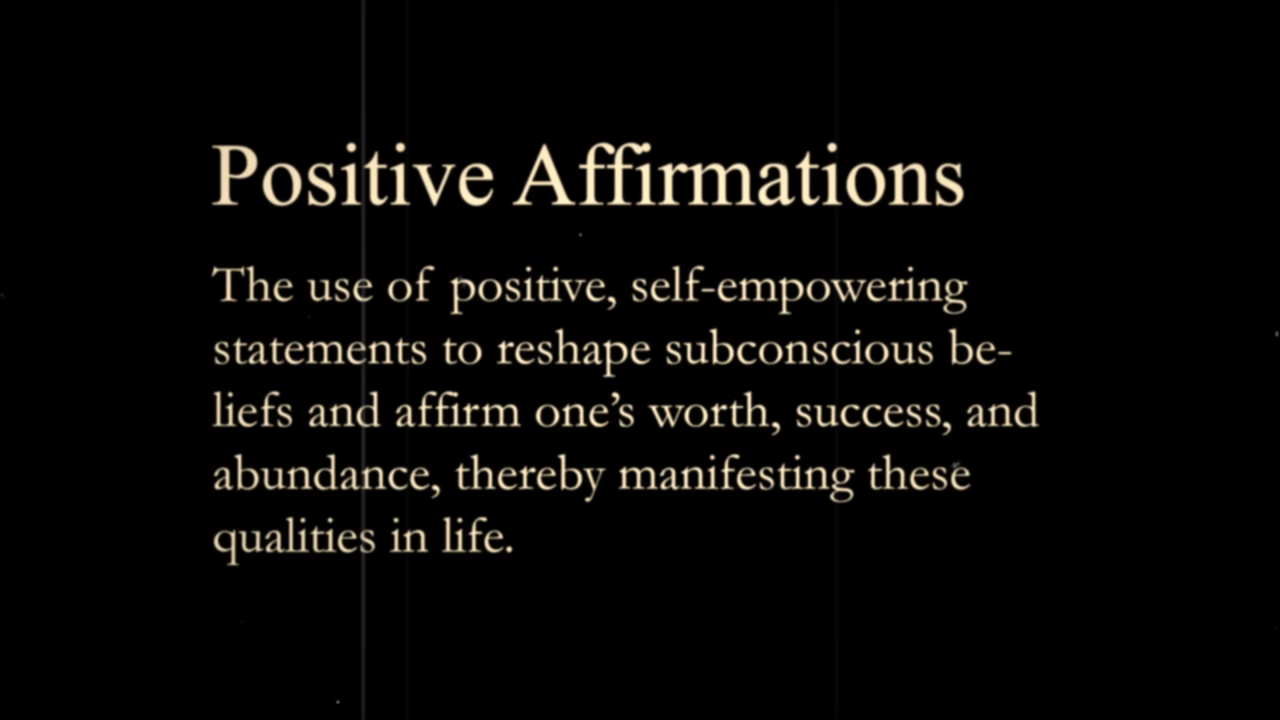 Positive Affirmations
The use of positive, self-empowering
statements to reshape subconscious be-
liefs and affirm one’s worth, success, and
abundance, thereby manifesting these
qualities in life.